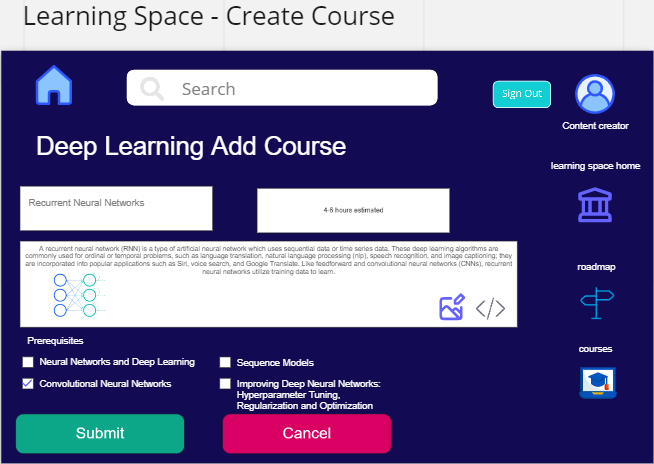 Learning Space - Create Course
Search
Sign Out
Content creator
Deep Learning Add Course
learning space home
Recurrent Neural Networks
4-6 hours estimated
A recurrent neural network (RNN) is a type of artificial neural network which uses sequential data or time series data. These deep learning algorithms are
commonly used for ordinal or temporal problems, such as language translation, natural language processing (nlp), speech recognition, and image captioning; they
are incorporated into popular applications such as Siri, voice search, and Google Translate. Like feedforward and convolutional neural networks (CNNs), recurrent
neural networks utilize training data to learn.
</>
roadmap
courses
Prerequisites
Neural Networks and Deep Learning
Sequence Models
Convolutional Neural Networks
Improving Deep Neural Networks:
Hyperparameter Tuning,
Regularization and Optimization
Submit
Cancel